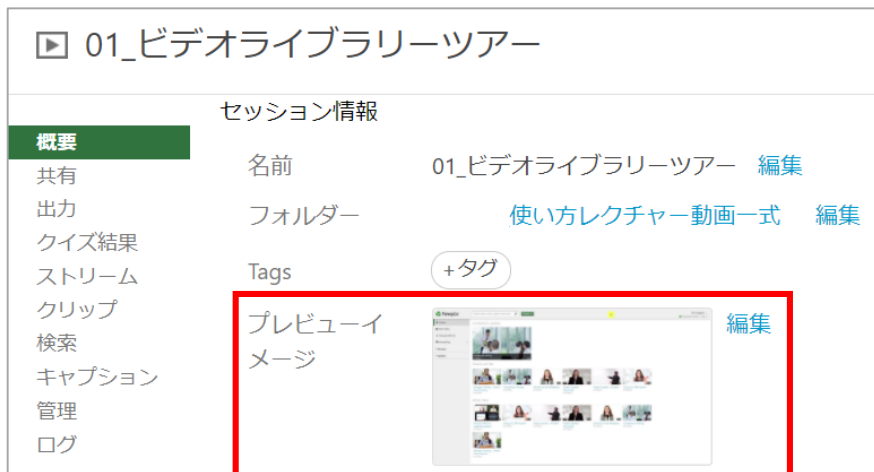 01_ビデオライブラリーツアー
セッション情報
概要
共有
出力
クイズ結果
ストリーム
クリップ
検索
キャプション
管理
ログ
名前 01_ビデオライブラリーツアー 編集
フォルダー 使い方レクチャー動画一式 編集
Tags +タグ
プレビューイ
メージ
編集